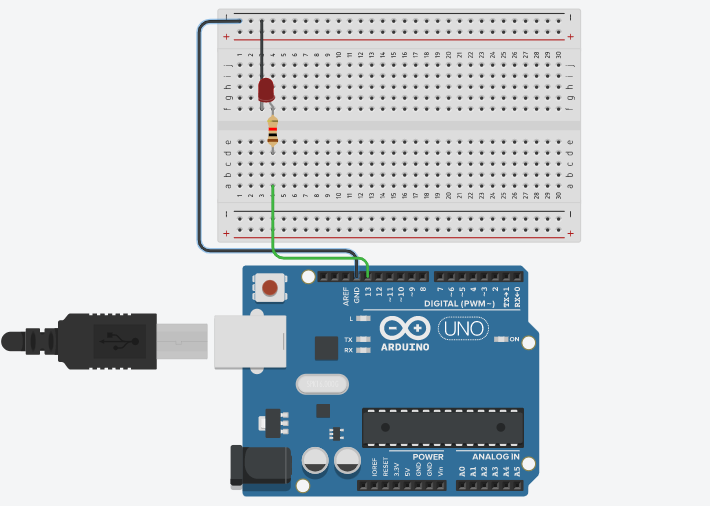 − −
+ +
1 2 3 4 5 6 7 8 9 10 11 12 13 14 15 16 17 18 19 20 21 22 23 24 25 26 27 28 29 30
j j
i i
h h
g g
f f
e e
d d
c c
b b
a a
1 2 3 4 5 6 7 8 9 10 11 12 13 14 15 16 17 18 19 20 21 22 23 24 25 26 27 28 29 30
− −
+ +
AREF GND 13 12 ~11 ~10 ~9 8 7 ~6 ~5 4 ~3 2 TX→1 RX←0
DIGITAL (PWM~)
L
TX
RX
UNO
ARDUINO
ON
POWER ANALOG IN
IOREF RESET 3.3V 5V GND GND Vin A0 A1 A2 A3 A4 A5